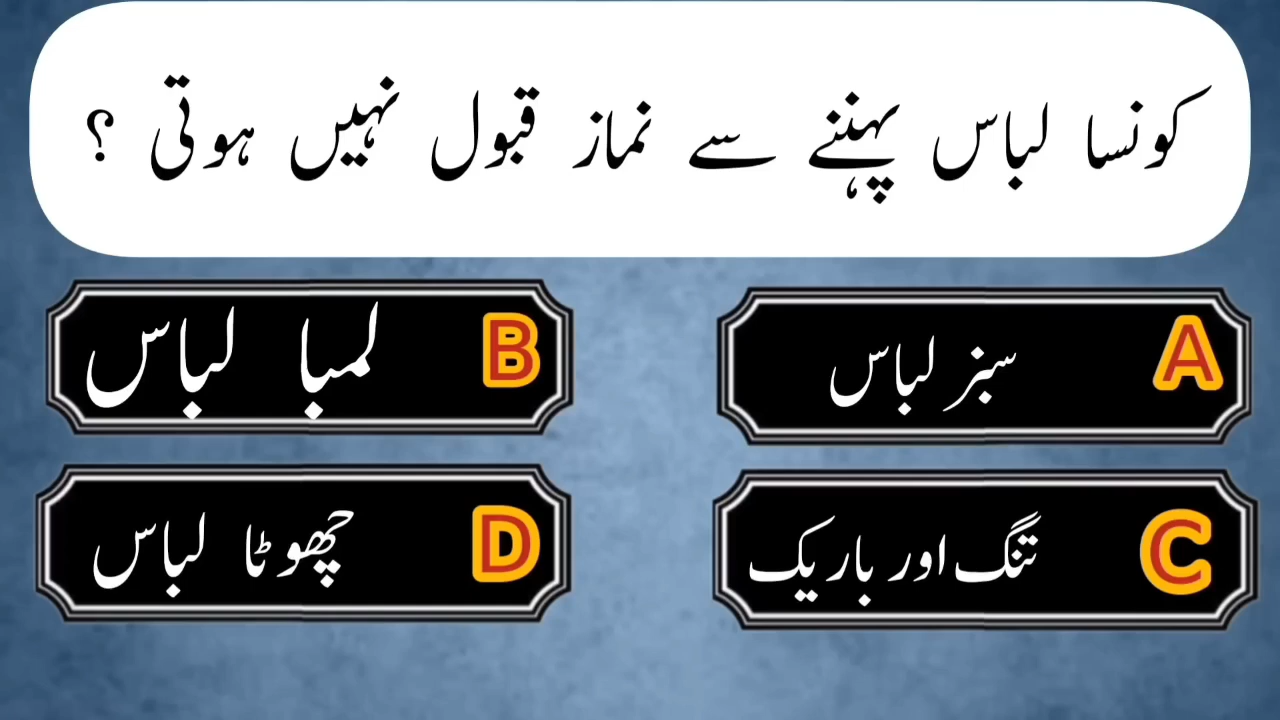 کونسا لباس پہننے سے نماز قبول نہیں ہوتی ؟
A سبز لباس
B لمبا لباس
C تنگ اور باریک
D چھوٹا لباس